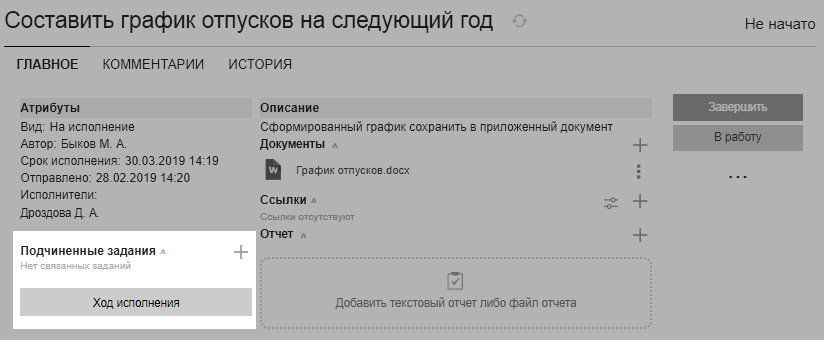 Составить график отпусков на следующий год
Не начато
ГЛАВНОЕ КОММЕНТАРИИ ИСТОРИЯ
Атрибуты
Вид: На исполнение
Автор: Быков М. А.
Срок исполнения: 30.03.2019 14:19
Отправлено: 28.02.2019 14:20
Исполнители:
Дроздова Д. А.
Подчиненные задания
Нет связанных заданий
Ход исполнения
Описание
Сформированный график сохранить в приложенный документ
Документы
W График отпусков.docx
Ссылки
Ссылки отсутствуют
Отчет
Добавить текстовый отчет либо файл отчета
Завершить
В работу
...